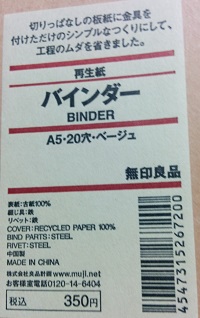 切りっぱなしの板紙に金具を
付けただけのシンプルなつくりにして、
工程のムダを省きました。
再生紙
バインダー
BINDER
A5・20穴・ベージュ
無印良品
表紙:古紙100%
綴じ具:鉄
リベット:鉄
COVER: RECYCLED PAPER 100%
BIND PARTS: STEEL
RIVET: STEEL
中国製
MADE IN CHINA
株式会社良品計画 www.muji.net
お客様室電話0120-14-6404
税込 350円
4547315267200